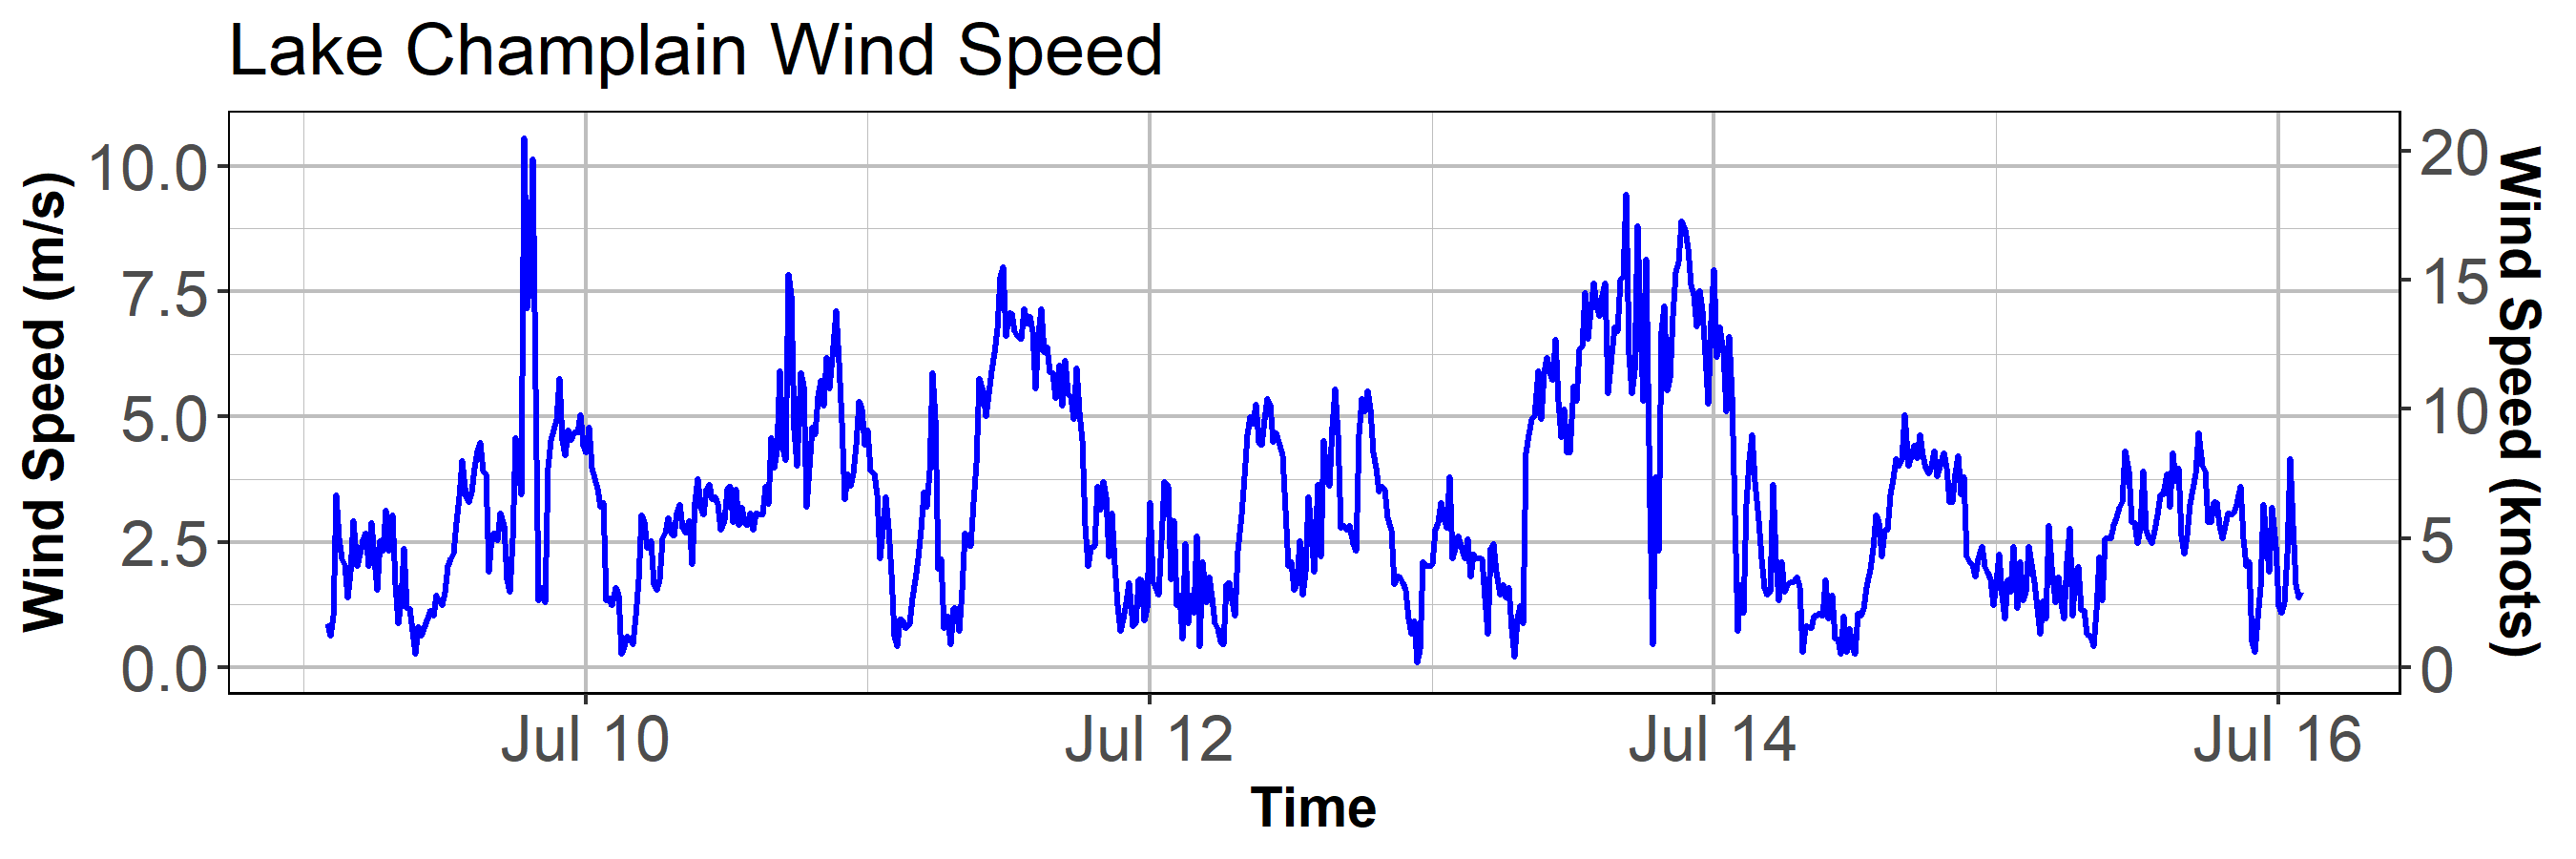 Lake Champlain Wind Speed
Wind Speed (m/s)
10.0
7.5
5.0
2.5
0.0
20
15
10
5
0
Wind Speed (knots)
Jul 10
Jul 12
Jul 14
Jul 16
Time